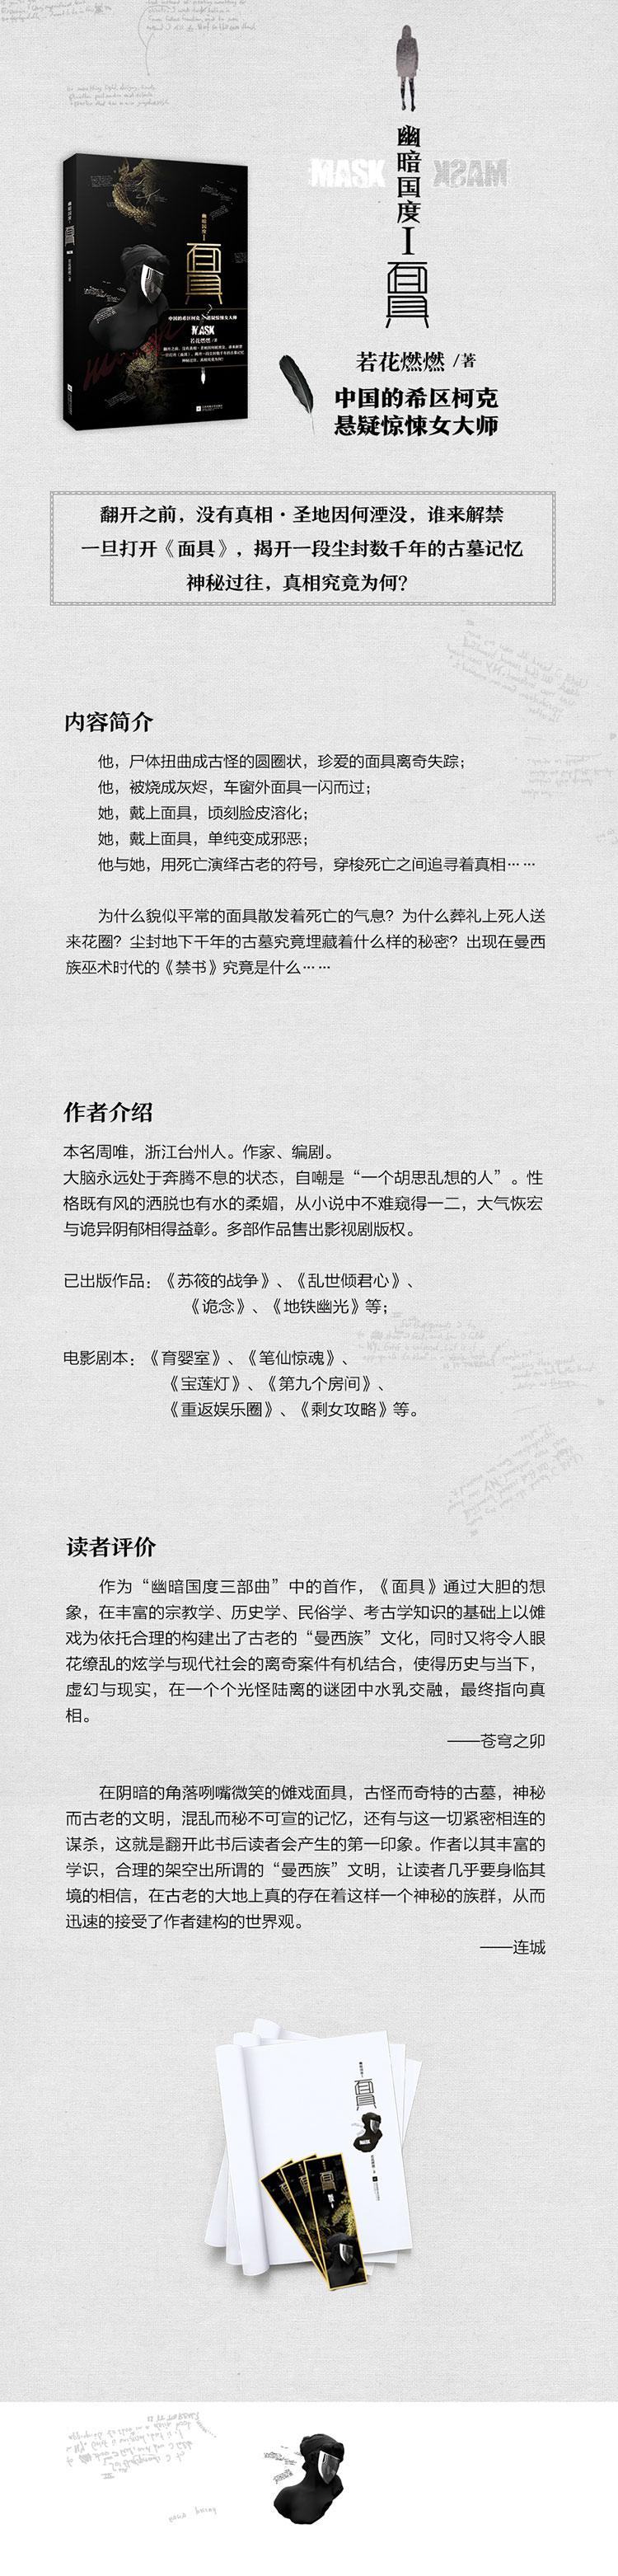 MASK
MASK
幽暗国度I
面具
若花燃燃 /著
中国的希区柯克
悬疑惊悚女大师
幽暗国度I
面具
中国的希区柯克 悬疑惊悚女大师
MASK
若花燃燃
翻开之前，没有真相·圣地因何湮没，谁来解禁
一旦打开《面具》，揭开一段尘封数千年的古墓记忆
神秘过往，真相究竟为何？
内容简介
他，尸体扭曲成古怪的圆圈状，珍爱的面具离奇失踪；
他，被烧成灰烬，车窗外面具一闪而过；
她，戴上面具，顷刻脸皮溶化；
她，戴上面具，单纯变成邪恶；
他与她，用死亡演绎古老的符号，穿梭死亡之间追寻着真相……
为什么貌似平常的面具散发着死亡的气息？为什么葬礼上死人送
来花圈？尘封地下千年的古墓究竟埋藏着什么样的秘密？出现在曼西
族巫术时代的《禁书》究竟是什么……
作者介绍
本名周唯，浙江台州人。作家、编剧。
大脑永远处于奔腾不息的状态，自嘲是“一个胡思乱想的人”。性
格既有风的洒脱也有水的柔媚，从小说中不难窥得一二，大气恢宏
与诡异阴郁相得益彰。多部作品售出影视剧版权。
已出版作品：《苏筱的战争》、《乱世倾君心》、
《诡念》、《地铁幽光》等；
电影剧本：《育婴室》、《笔仙惊魂》、
《宝莲灯》、《第九个房间》、
《重返娱乐圈》、《剩女攻略》等。
读者评价
作为“幽暗国度三部曲”中的首作，《面具》通过大胆的想
象，在丰富的宗教学、历史学、民俗学、考古学知识的基础上以傩
戏为依托合理的构建出了古老的“曼西族”文化，同时又将令人眼
花缭乱的炫学与现代社会的离奇案件有机结合，使得历史与当下，
虚幻与现实，在一个个光怪陆离的谜团中水乳交融，最终指向真
相。
——苍穹之卯
在阴暗的角落咧嘴微笑的傩戏面具，古怪而奇特的古墓，神秘
而古老的文明，混乱而秘不可宣的记忆，还有与这一切紧密相连的
谋杀，这就是翻开此书后读者会产生的第一印象。作者以其丰富的
学识，合理的架空出所谓的“曼西族”文明，让读者几乎要身临其
境的相信，在古老的大地上真的存在着这样一个神秘的族群，从而
迅速的接受了作者建构的世界观。
——连城
面具